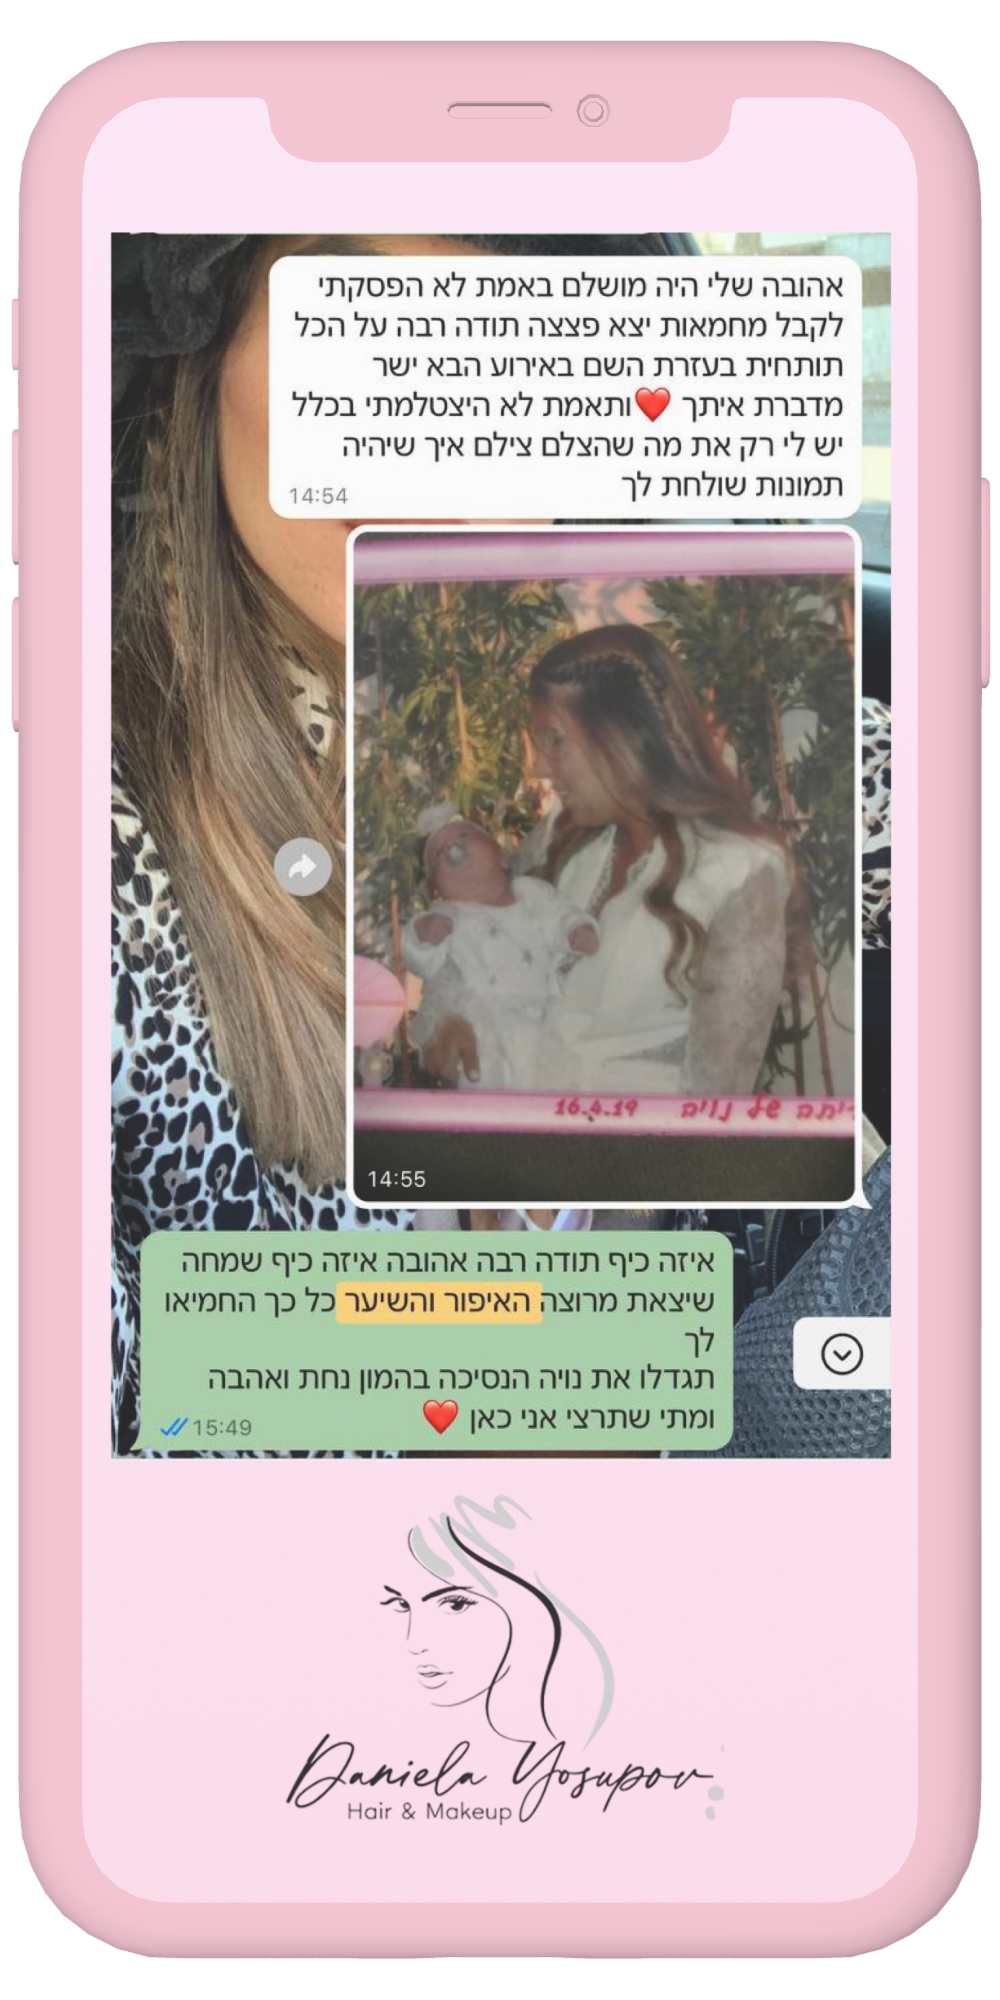 אהובה שלי היה מושלם באמת לא הפסקתי
לקבל מחמאות יצא פצצה תודה רבה על הכל
תותחית בעזרת השם באירוע הבא ישר
מדברת איתך ❤️ותאמת לא היצטלמתי בכלל
יש לי רק את מה שהצלם צילם איך שיהיה
תמונות שולחת לך
14:54
של נויה 16.4.19
14:55
איזה כיף תודה רבה אהובה איזה כיף שמחה
שיצאת מרוצה האיפור והשיער כל כך החמיאו
לך
תגדלו את נויה הנסיכה בהמון נחת ואהבה
ומתי שתרצי אני כאן ❤️
15:49
Daniela Yosupov
Hair & Makeup